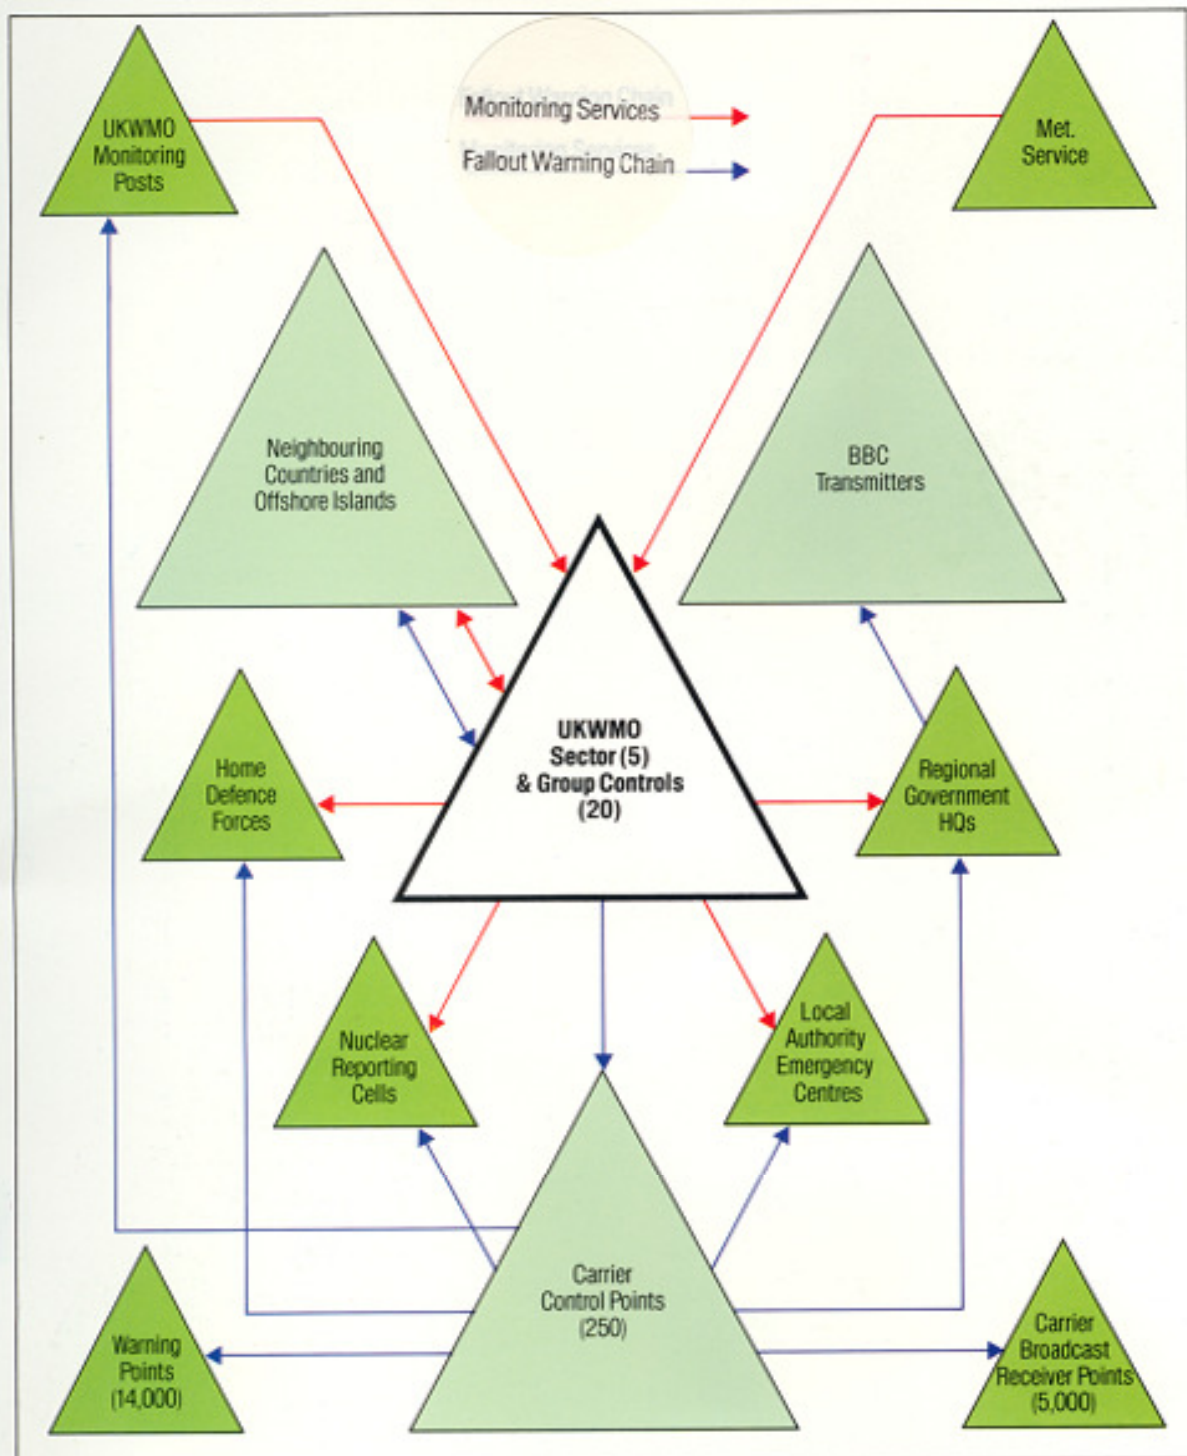 UKWMO
Monitoring
Posts
Monitoring Services
Fallout Warning Chain
Met.
Service
Neighbouring
Countries and
Offshore Islands
BBC
Transmitters
UKWMO
Sector (5)
& Group Controls
(20)
Home
Defence
Forces
Regional
Government
HQs
Nuclear
Reporting
Cells
Local
Authority
Emergency
Centres
Carrier
Control Points
(250)
Warning
Points
(14,000)
Carrier
Broadcast
Receiver Points
(5,000)